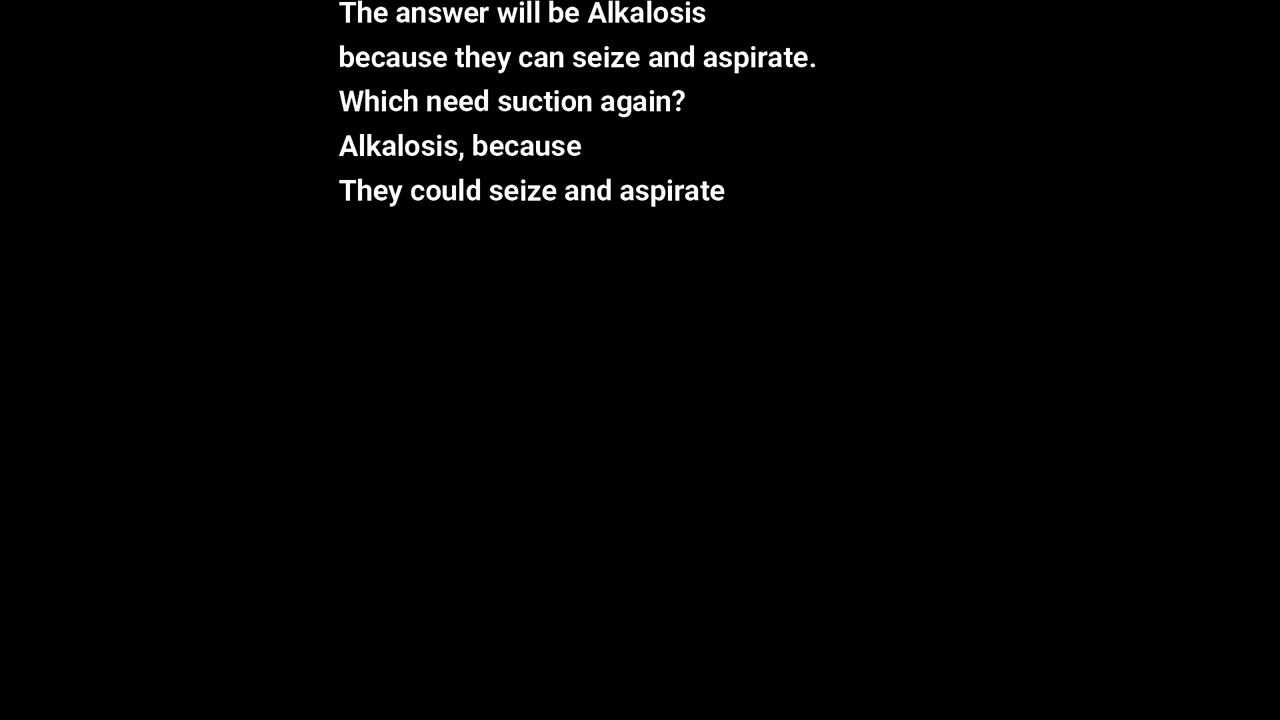 The answer will be Alkalosis
because they can seize and aspirate.
Which need suction again?
Alkalosis, because
They could seize and aspirate